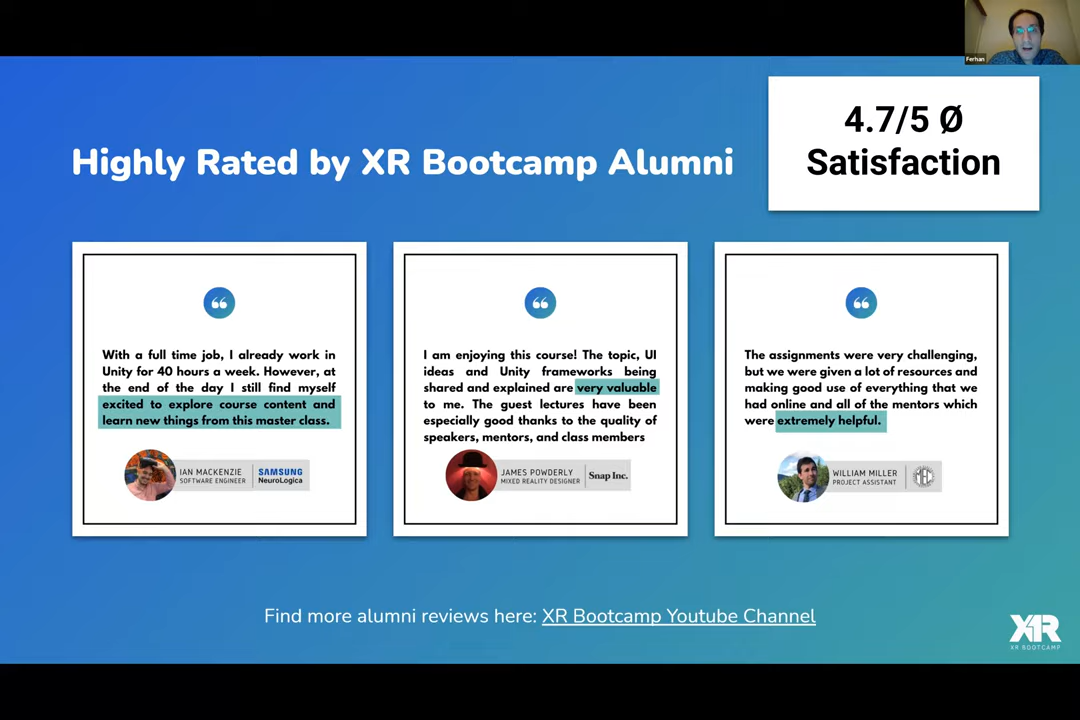 Ferhan
4.7/5 Ø
Satisfaction
Highly Rated by XR Bootcamp Alumni
With a full time job, I already work in
Unity for 40 hours a week. However, at
the end of the day I still find myself
excited to explore course content and
learn new things from this master class.
IAN MACKENZIE
SOFTWARE ENGINEER
SAMSUNG
NeuroLogica
I am enjoying this course! The topic, UI
ideas and Unity frameworks being
shared and explained are very valuable
to me. The guest lectures have been
especially good thanks to the quality of
speakers, mentors, and class members
JAMES POWDERLY
MIXED REALITY DESIGNER
Snap Inc.
The assignments were very challenging,
but we were given a lot of resources and
making good use of everything that we
had online and all of the mentors which
were extremely helpful.
WILLIAM MILLER
PROJECT ASSISTANT
Find more alumni reviews here: XR Bootcamp Youtube Channel
XR
XR BOOTCAMP